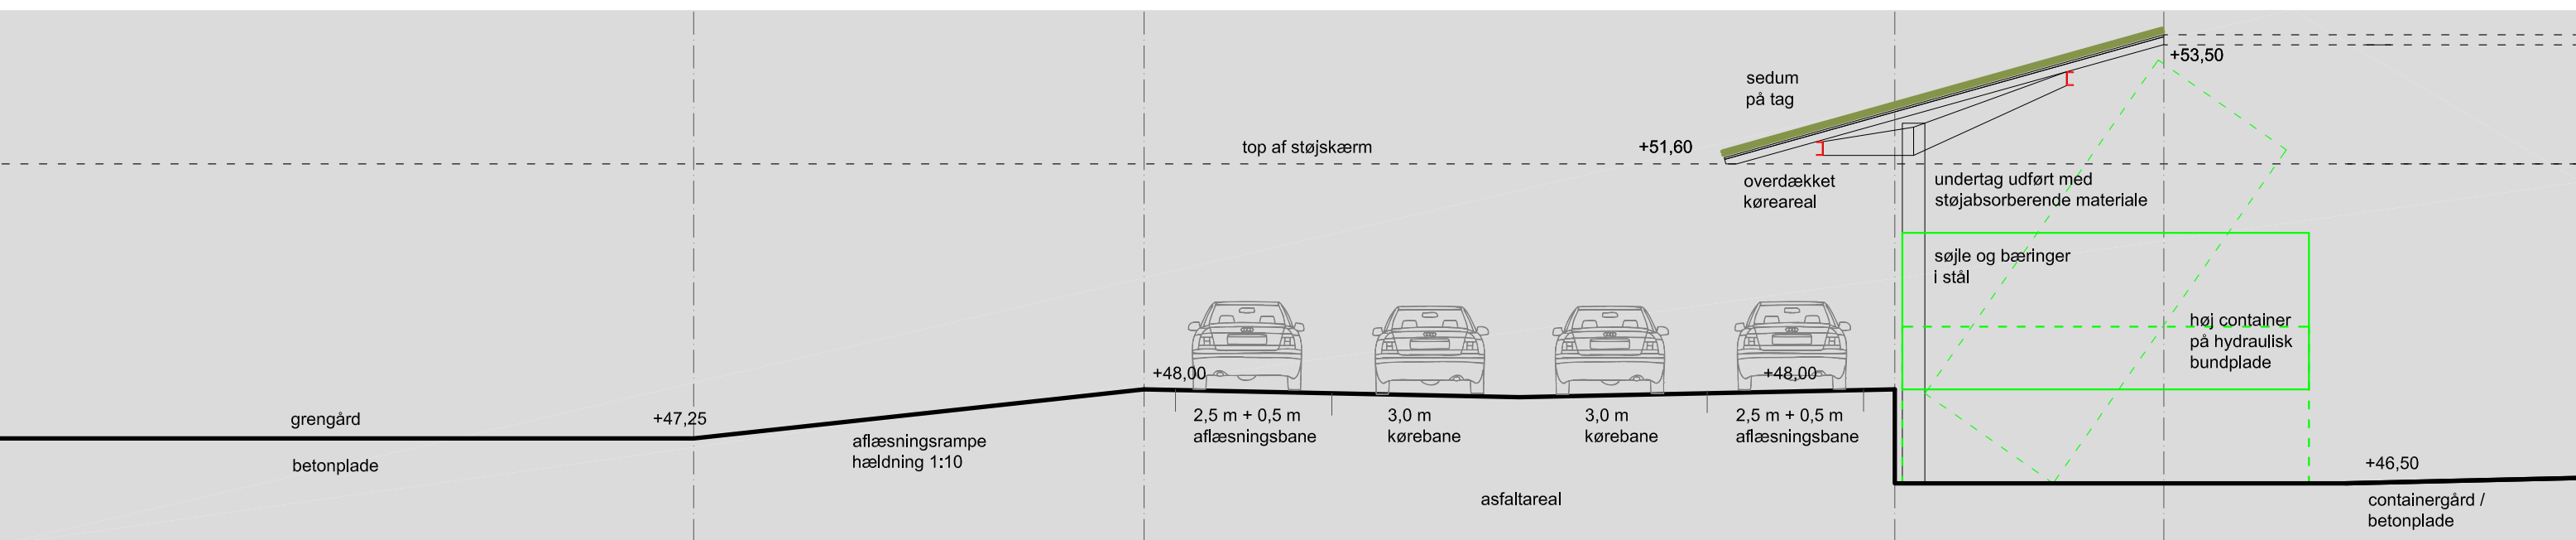 +53,50
sedum
på tag
top af støjskærm
+51,60
overdækket
køreareal
undertag udført med
støjabsorberende materiale
søjle og bæringer
i stål
høj container
på hydraulisk
bundplade
+48,00
+48,00
grengård
+47,25
2,5 m + 0,5 m
aflæsningsbane
3,0 m
kørebane
3,0 m
kørebane
2,5 m + 0,5 m
aflæsningsbane
aflæsningsrampe
hældning 1:10
betonplade
+46,50
asfaltareal
containergård /
betonplade